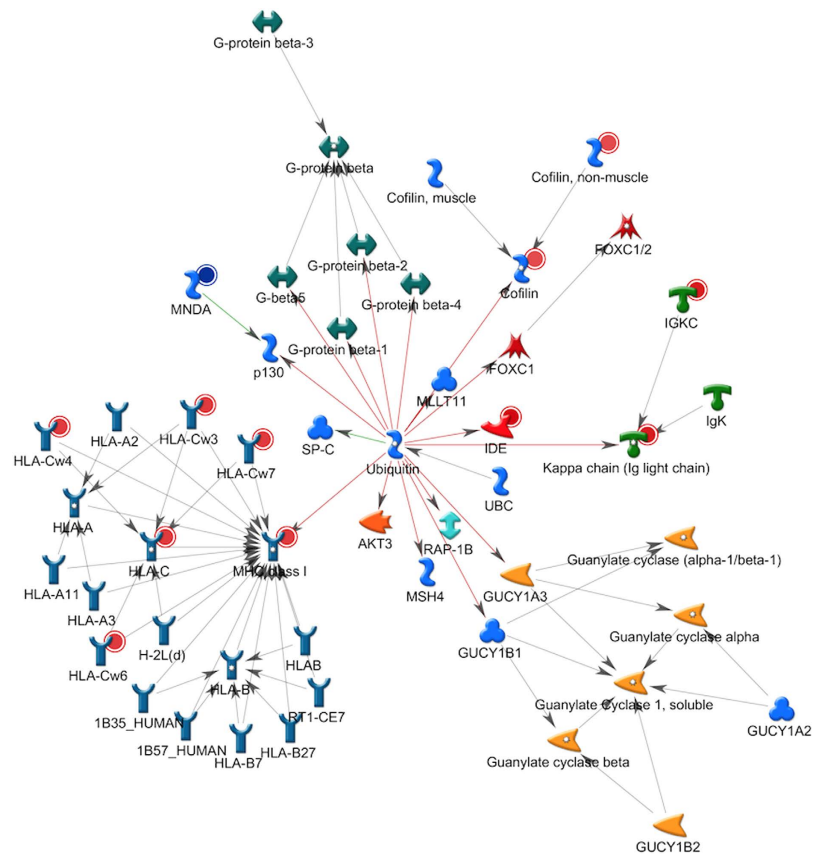 G-protein beta-3
G-protein beta
Cofilin, non-muscle
Cofilin, muscle
FOXC1/2
G-protein beta-2
G-beta5
G-protein beta-4
Cofilin
MNDA
IGKC
G-protein beta-1
p130
FOXC1
MLLT11
HLA-A2
HLA-Cw3
IgK
HLA-Cw4
HLA-Cw7
SP-C
Ubiquitin
IDE
Kappa chain (Ig light chain)
UBC
HLA-A
HLA-C
MHC class I
AKT3
RAP-1B
Guanylate cyclase (alpha-1/beta-1)
HLA-A11
MSH4
GUCY1A3
HLA-A3
Guanylate cyclase alpha
HLA-Cw6
H-2L(d)
HLAB
GUCY1B1
HLA-B
1B35_HUMAN
RT1-CE7
Guanylate Cyclase 1, soluble
GUCY1A2
1B57_HUMAN
HLA-B7
HLA-B27
Guanylate cyclase beta
GUCY1B2